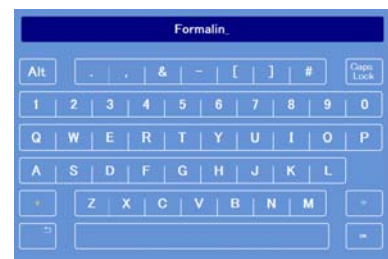 Formalin_
Alt . , & - [ ] # Caps Lock
1 2 3 4 5 6 7 8 9 0
Q W E R T Y U I O P
A S D F G H J K L
Z X C V B N M